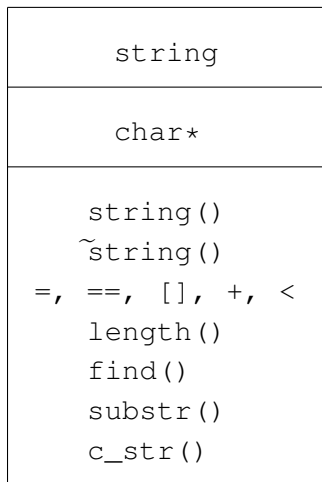 string
char*
string()
~string()
=, ==, [], +, <
length()
find()
substr()
c_str()